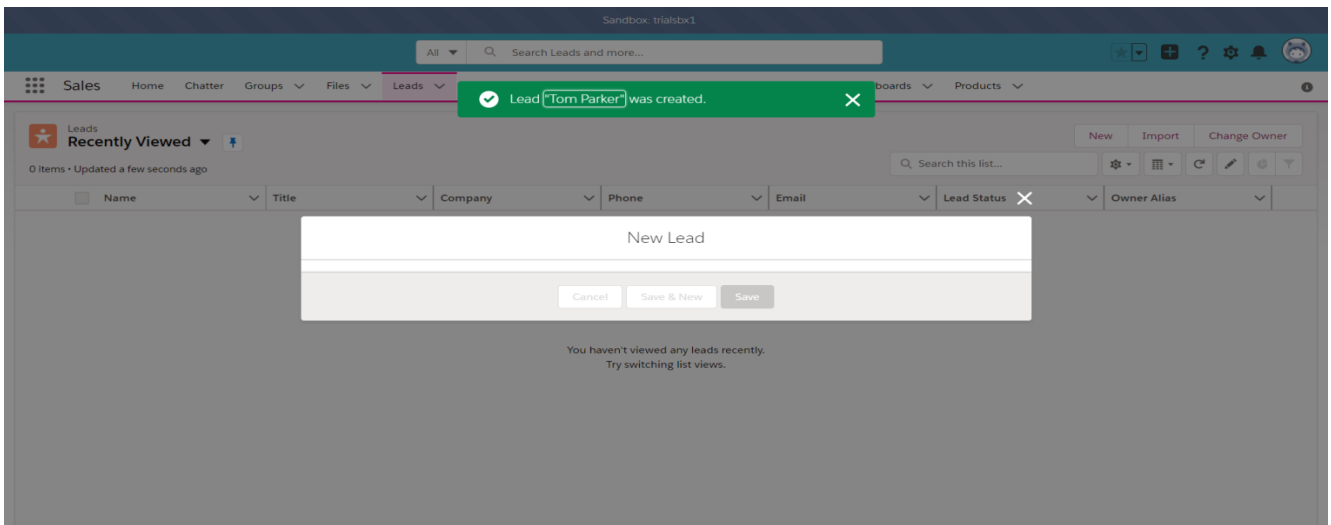 Sandbox: trialsbx1
All Search Leads and more...
Sales Home Chatter Groups Files Leads boards Products
Lead "Tom Parker" was created.
Leads
Recently Viewed
New Import Change Owner
0 items • Updated a few seconds ago
Search this list...
Name Title Company Phone Email Lead Status Owner Alias
New Lead
Cancel Save & New Save
You haven't viewed any leads recently.
Try switching list views.